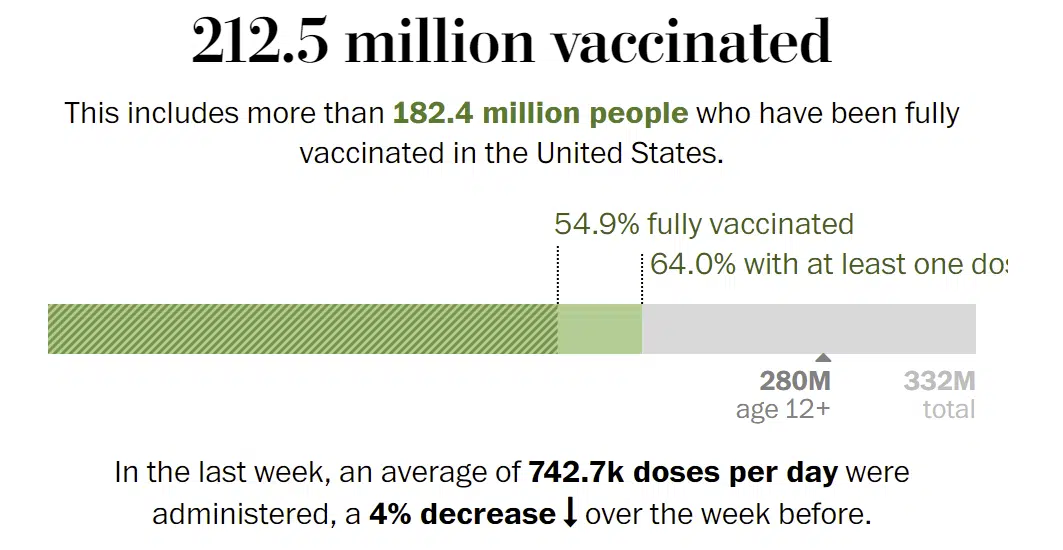 212.5 million vaccinated
This includes more than 182.4 million people who have been fully
vaccinated in the United States.
54.9% fully vaccinated
64.0% with at least one dos
280M
age 12+
332M
total
In the last week, an average of 742.7k doses per day were
administered, a 4% decrease ⭣ over the week before.